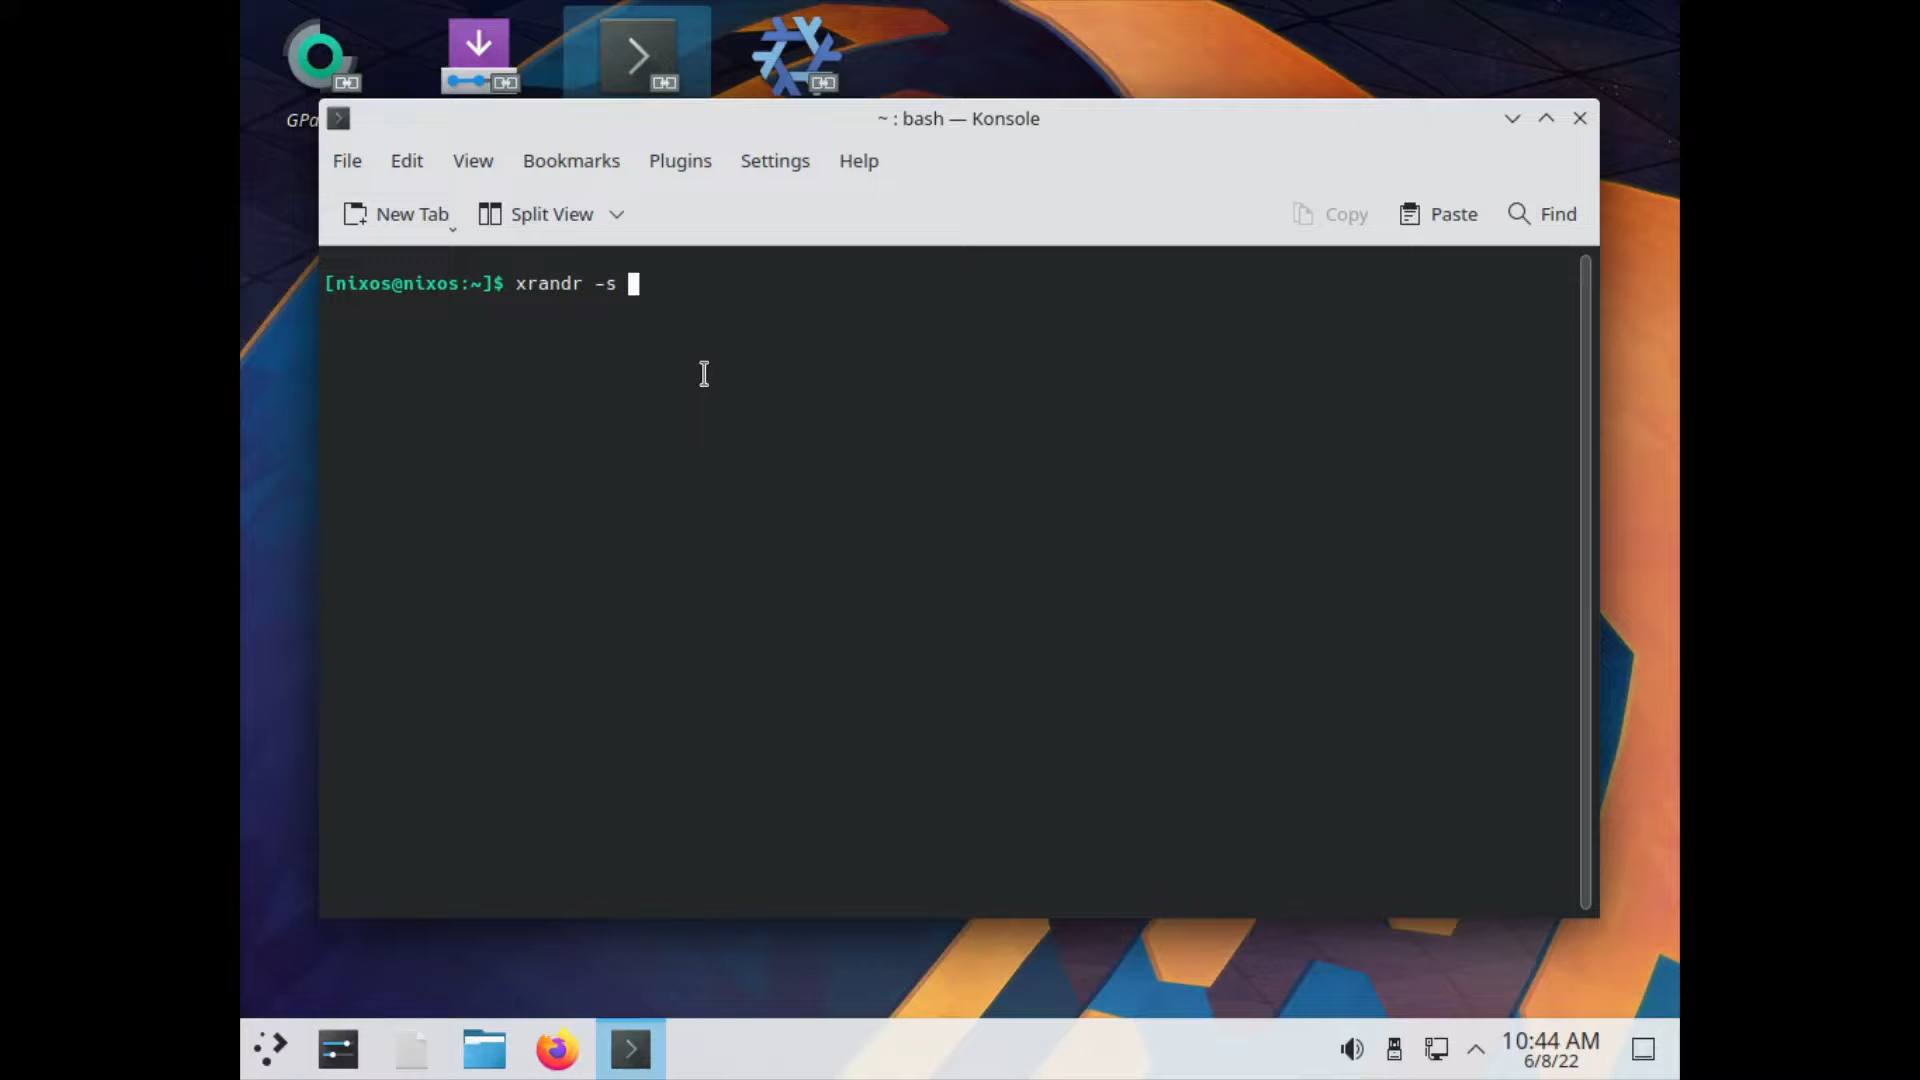 GPa
~ : bash — Konsole
File Edit View Bookmarks Plugins Settings Help
New Tab Split View Copy Paste Find
[nixos@nixos:~]$ xrandr -s
10:44 AM
6/8/22